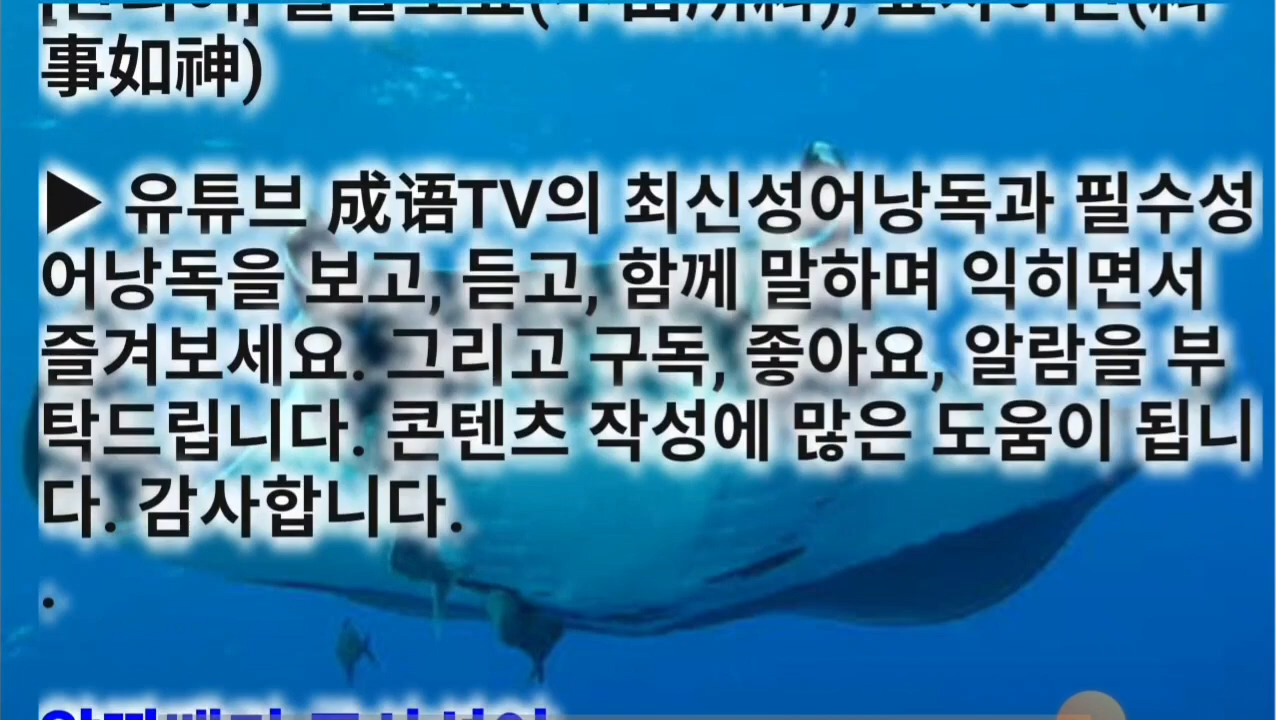 事如神)
▶ 유튜브 成语TV의 최신성어낭독과 필수성
어낭독을 보고, 듣고, 함께 말하며 익히면서
즐겨보세요. 그리고 구독, 좋아요, 알람을 부
탁드립니다. 콘텐츠 작성에 많은 도움이 됩니
다. 감사합니다.
.